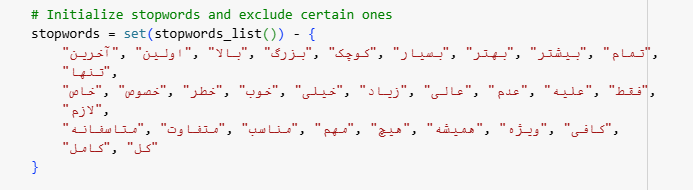 # Initialize stopwords and exclude certain ones
stopwords = set(stopwords_list()) - {
"تمام", "بیشتر", "بهتر", "بسیار", "کوچک", "بزرگ", "بالا", "اولین", "آخرین",
"تنها",
"فقط", "علیه", "عدم", "عالی", "زیاد", "خیلی", "خوب", "خطر", "خصوص", "خاص",
"لازم",
"کافی", "ویژه", "همیشه", "هیچ", "مهم", "مناسب", "متفاوت", "متاسفانه",
"کل", "کامل"
}